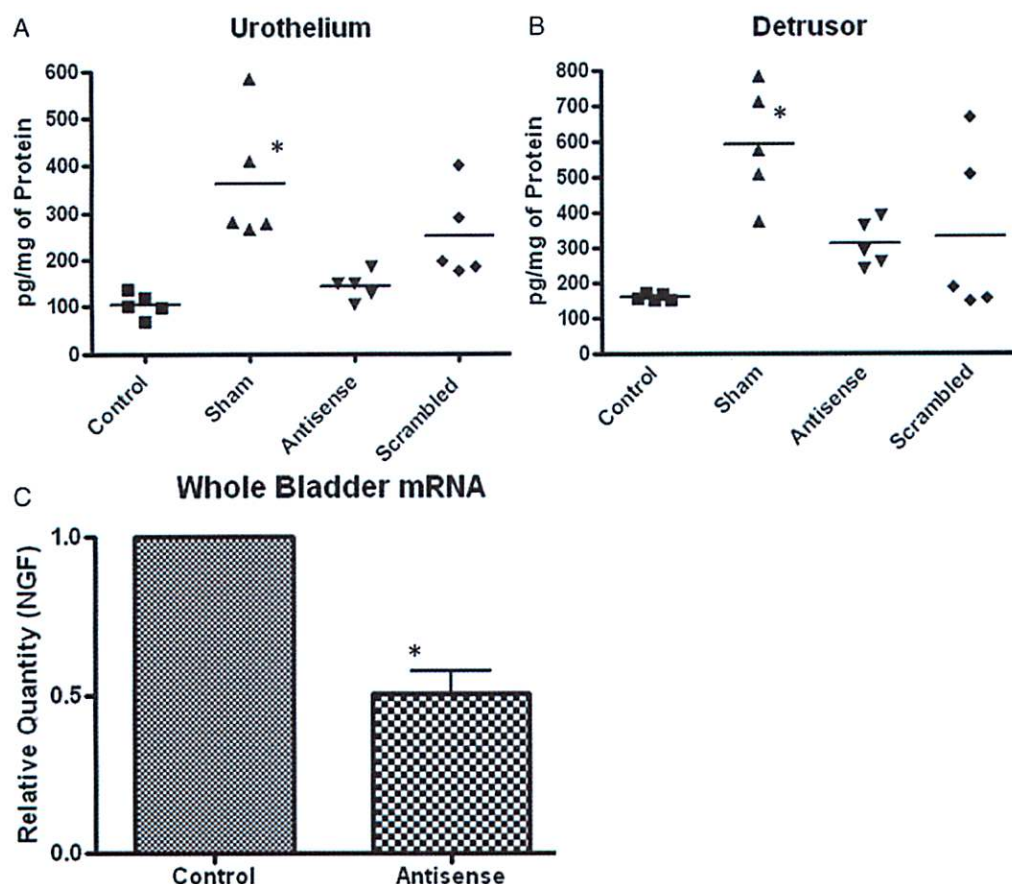 A
Urothelium
pg/mg of Protein
600
500
400
300
200
100
0
*
Control
Sham
Antisense
Scrambled
B
Detrusor
pg/mg of Protein
800
700
600
500
400
300
200
100
0
*
Control
Sham
Antisense
Scrambled
C
Whole Bladder mRNA
Relative Quantity (NGF)
1.0
0.5
0.0
*
Control
Antisense